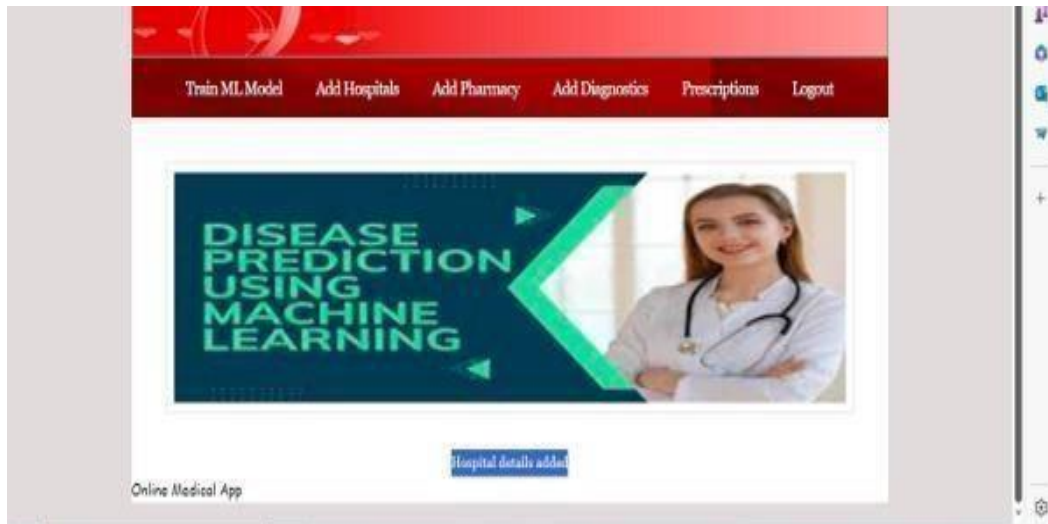 Train ML Model Add Hospitals Add Pharmacy Add Diagnostics Prescriptions Logout
DISEASE
PREDICTION
USING
MACHINE
LEARNING
Hospital details added
Online Medical App